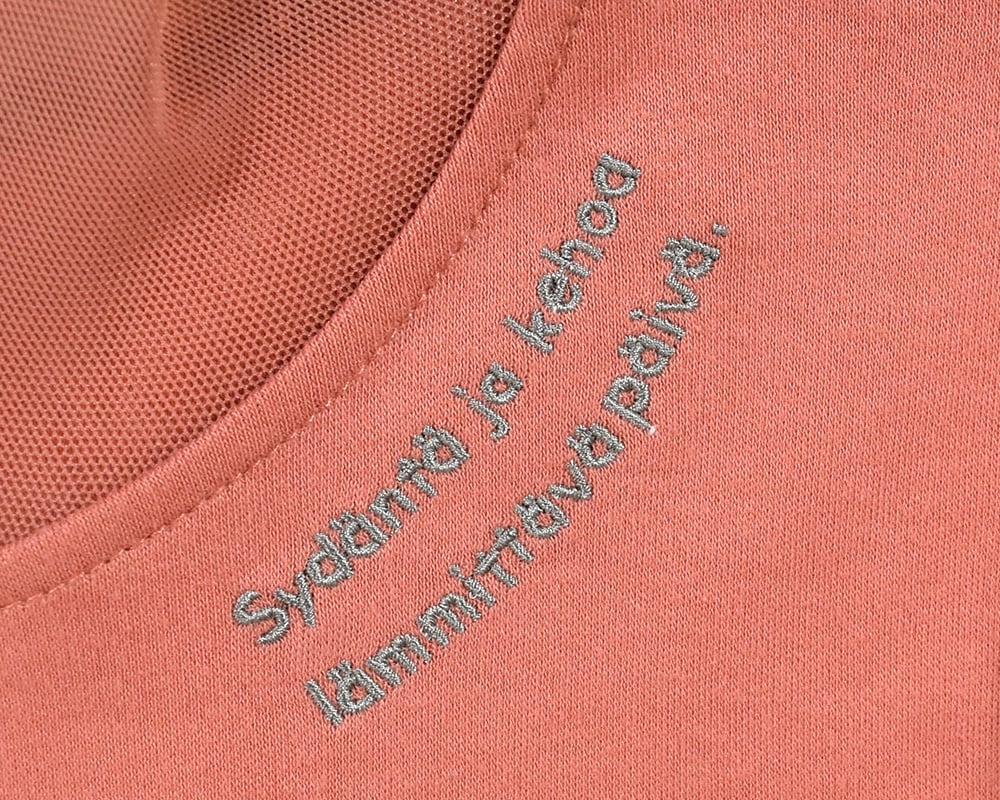 Sydäntä ja kehoa
lämmittävä päivä.